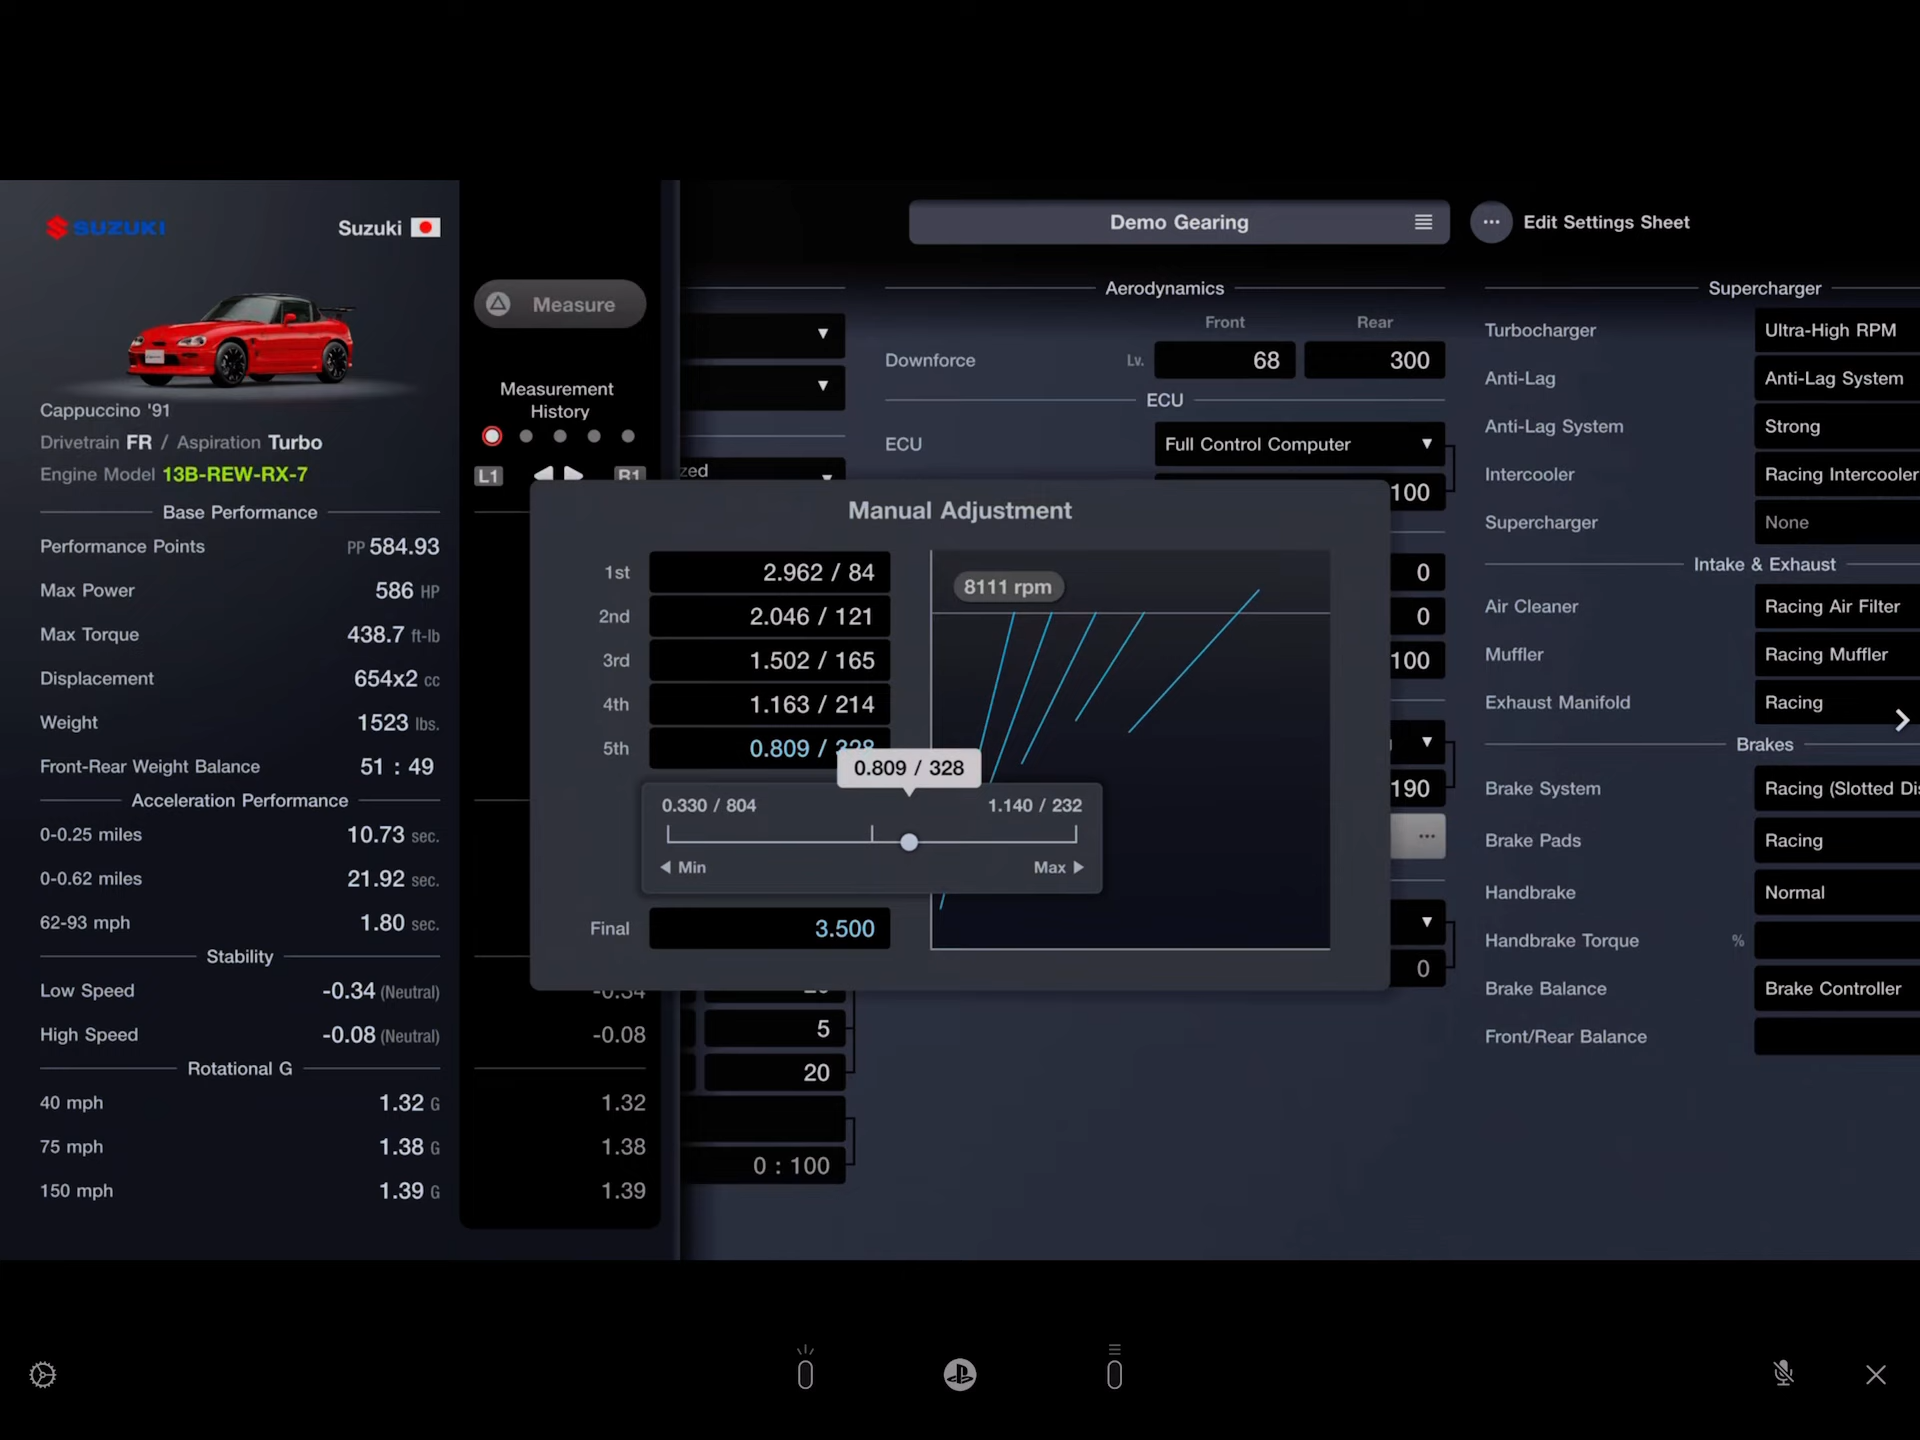 SUZUKI
Suzuki
Cappuccino '91
Drivetrain FR / Aspiration Turbo
Engine Model 13B-REW-RX-7
Base Performance
Performance Points PP 584.93
Max Power 586 HP
Max Torque 438.7 ft-lb
Displacement 654x2 cc
Weight 1523 lbs.
Front-Rear Weight Balance 51 : 49
Acceleration Performance
0-0.25 miles 10.73 sec.
0-0.62 miles 21.92 sec.
62-93 mph 1.80 sec.
Stability
Low Speed -0.34 (Neutral)
High Speed -0.08 (Neutral)
Rotational G
40 mph 1.32 G
75 mph 1.38 G
150 mph 1.39 G
Measure
Measurement
History
L1 R1
-0.34
-0.08
1.32
1.38
1.39
Demo Gearing
Edit Settings Sheet
zed
5
20
0 : 100
Aerodynamics
Front Rear
Downforce Lv. 68 300
ECU
ECU Full Control Computer
100
0
0
100
190
0
Manual Adjustment
1st 2.962 / 84
2nd 2.046 / 121
3rd 1.502 / 165
4th 1.163 / 214
5th 0.809 / 328
0.809 / 328
0.330 / 804 1.140 / 232
Min Max
Final 3.500
8111 rpm
Supercharger
Turbocharger Ultra-High RPM
Anti-Lag Anti-Lag System
Anti-Lag System Strong
Intercooler Racing Intercooler
Supercharger None
Intake & Exhaust
Air Cleaner Racing Air Filter
Muffler Racing Muffler
Exhaust Manifold Racing
Brakes
Brake System Racing (Slotted Dis
Brake Pads Racing
Handbrake Normal
Handbrake Torque %
Brake Balance Brake Controller
Front/Rear Balance